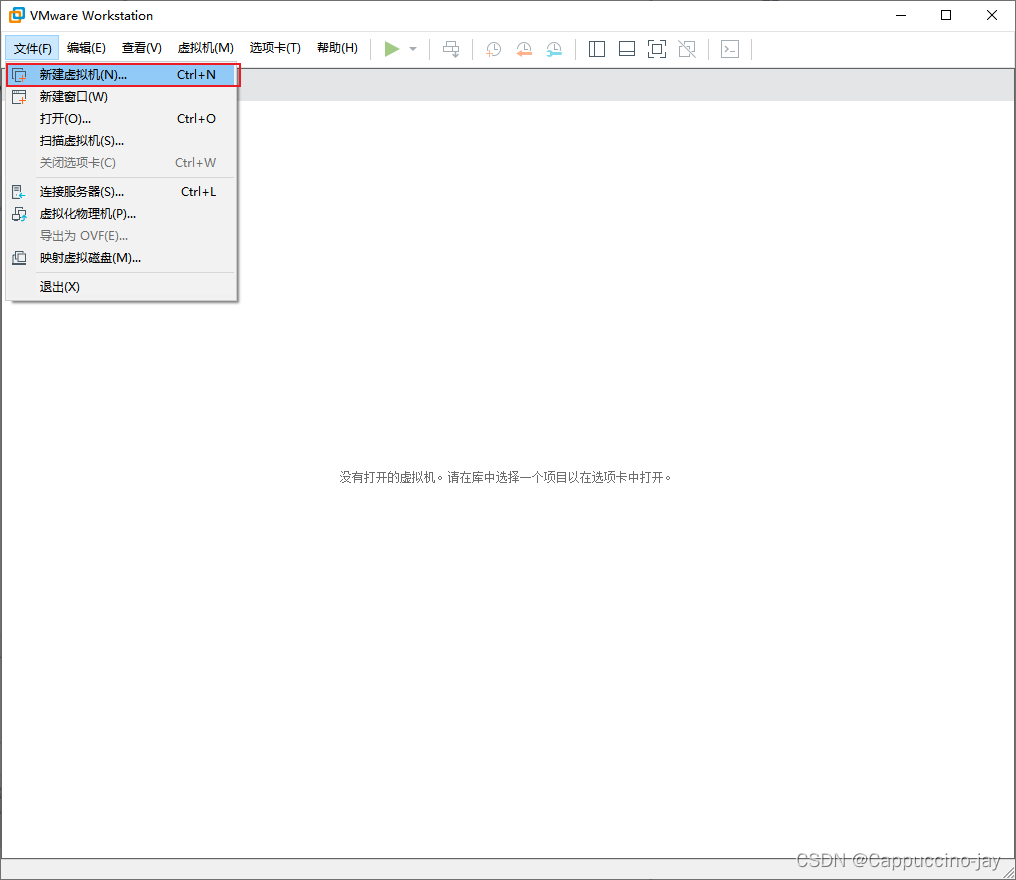 VMware Workstation
文件(F) 编辑(E) 查看(V) 虚拟机(M) 选项卡(T) 帮助(H)
新建虚拟机(N)... Ctrl+N
新建窗口(W)
打开(O)... Ctrl+O
扫描虚拟机(S)...
关闭选项卡(C) Ctrl+W
连接服务器(S)... Ctrl+L
虚拟化物理机(P)...
导出为 OVF(E)...
映射虚拟磁盘(M)...
退出(X)
没有打开的虚拟机。请在库中选择一个项目以在选项卡中打开。
CSDN @Cappuccino-jay